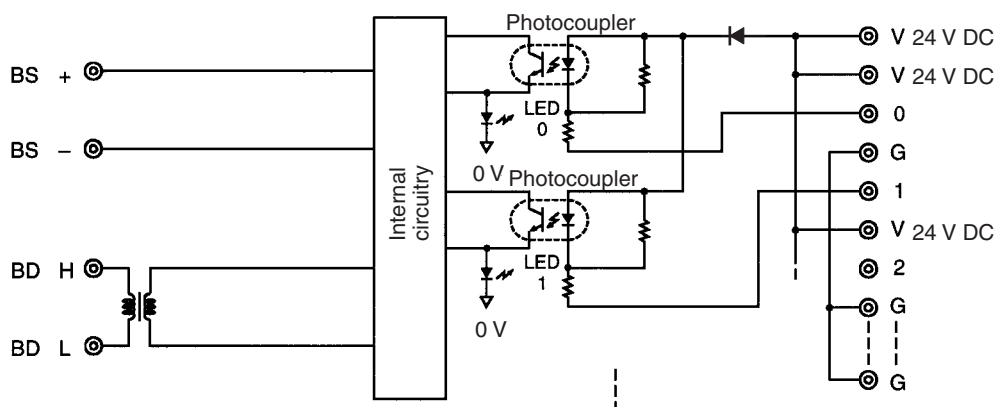 Photocoupler
V 24 V DC
BS +
V 24 V DC
LED
0
0
BS –
G
0 V
Photocoupler
Internal circuitry
1
V 24 V DC
BD H
LED
1
2
0 V
G
BD L
G